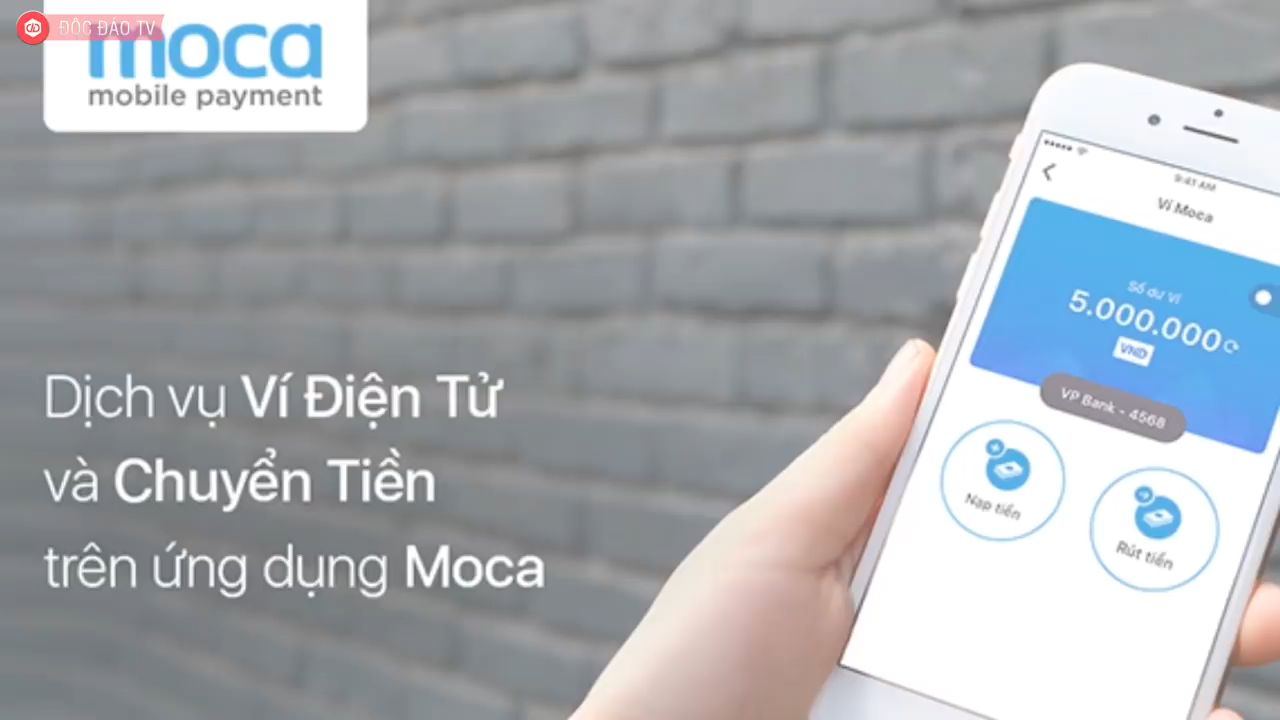 ĐỘC ĐÁO TV
moca
mobile payment
Dịch vụ Ví Điện Tử
và Chuyển Tiền
trên ứng dụng Moca
9:41 AM
Ví Moca
Số dư Ví
5.000.000
VND
VP Bank - 4568
Nạp tiền
Rút tiền